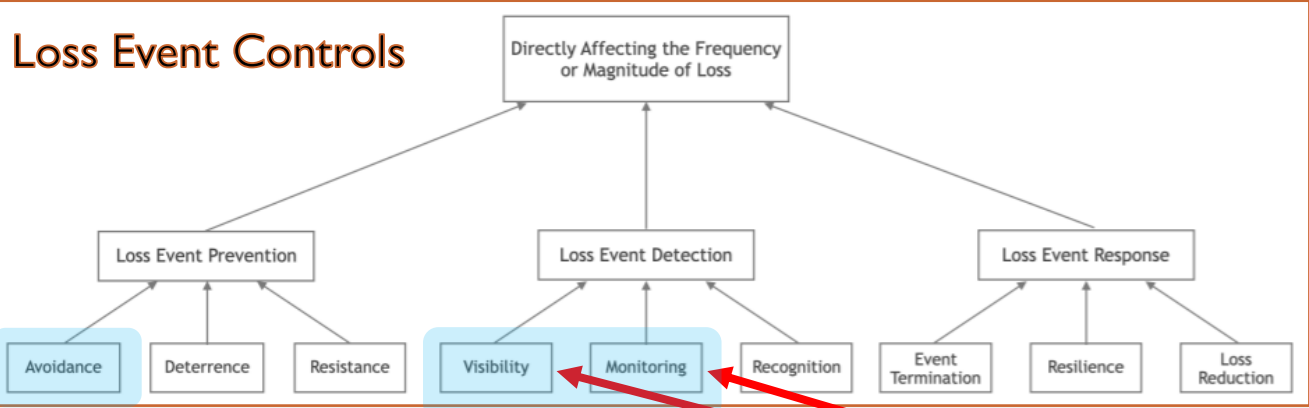 Loss Event Controls
Directly Affecting the Frequency
or Magnitude of Loss
Loss Event Prevention
Loss Event Detection
Loss Event Response
Avoidance
Deterrence
Resistance
Visibility
Monitoring
Recognition
Event
Termination
Resilience
Loss
Reduction